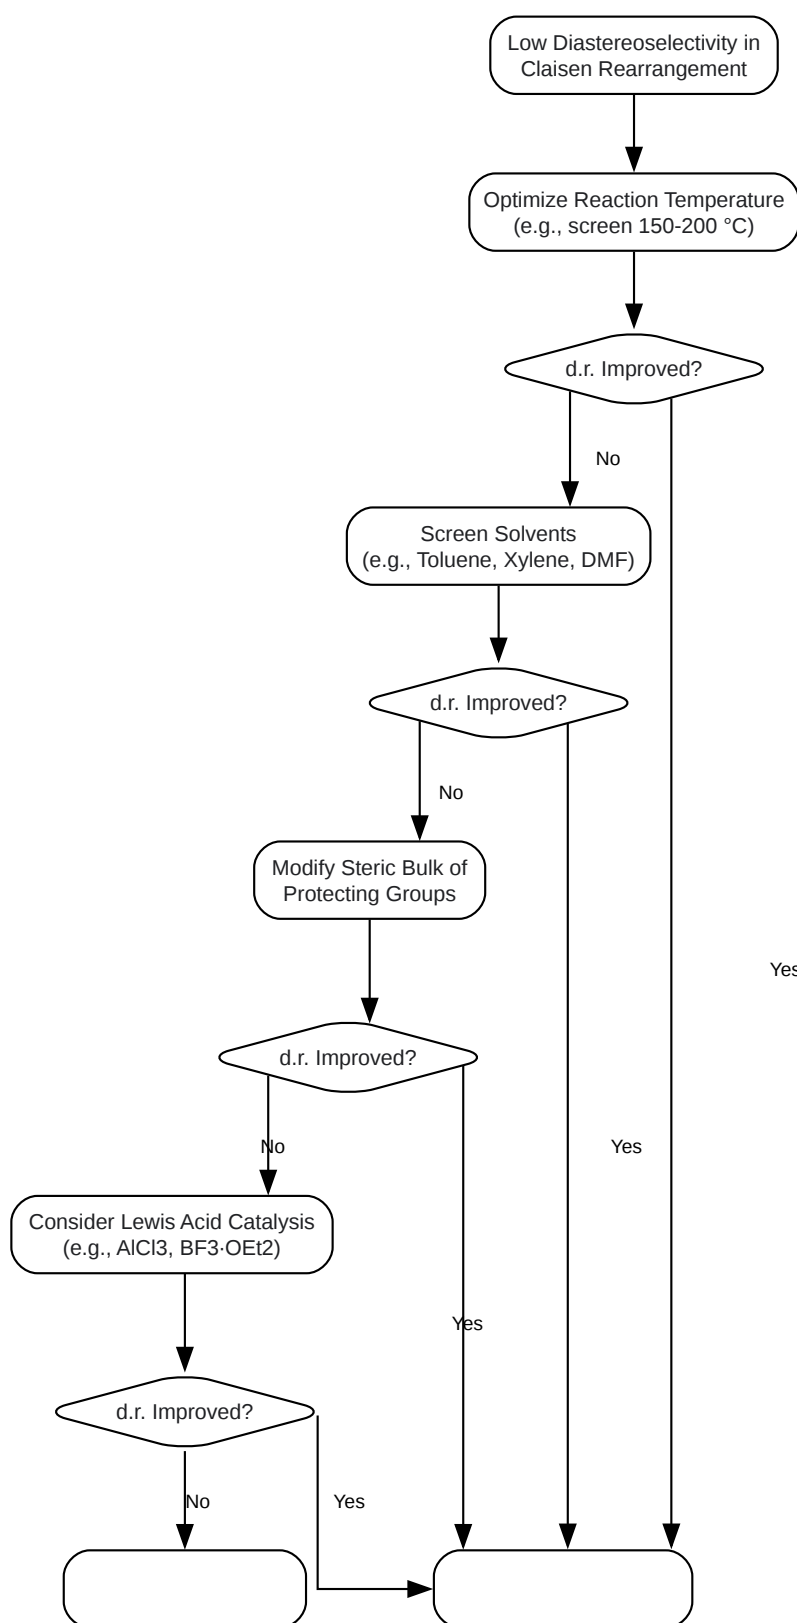 Low Diastereoselectivity in
Claisen Rearrangement
Optimize Reaction Temperature
(e.g., screen 150-200 °C)
d.r. Improved?
No
Screen Solvents
(e.g., Toluene, Xylene, DMF)
d.r. Improved?
No
Modify Steric Bulk of
Protecting Groups
Yes
d.r. Improved?
No
Yes
Consider Lewis Acid Catalysis
(e.g., AlCl3, BF3·OEt2)
Yes
d.r. Improved?
No
Yes